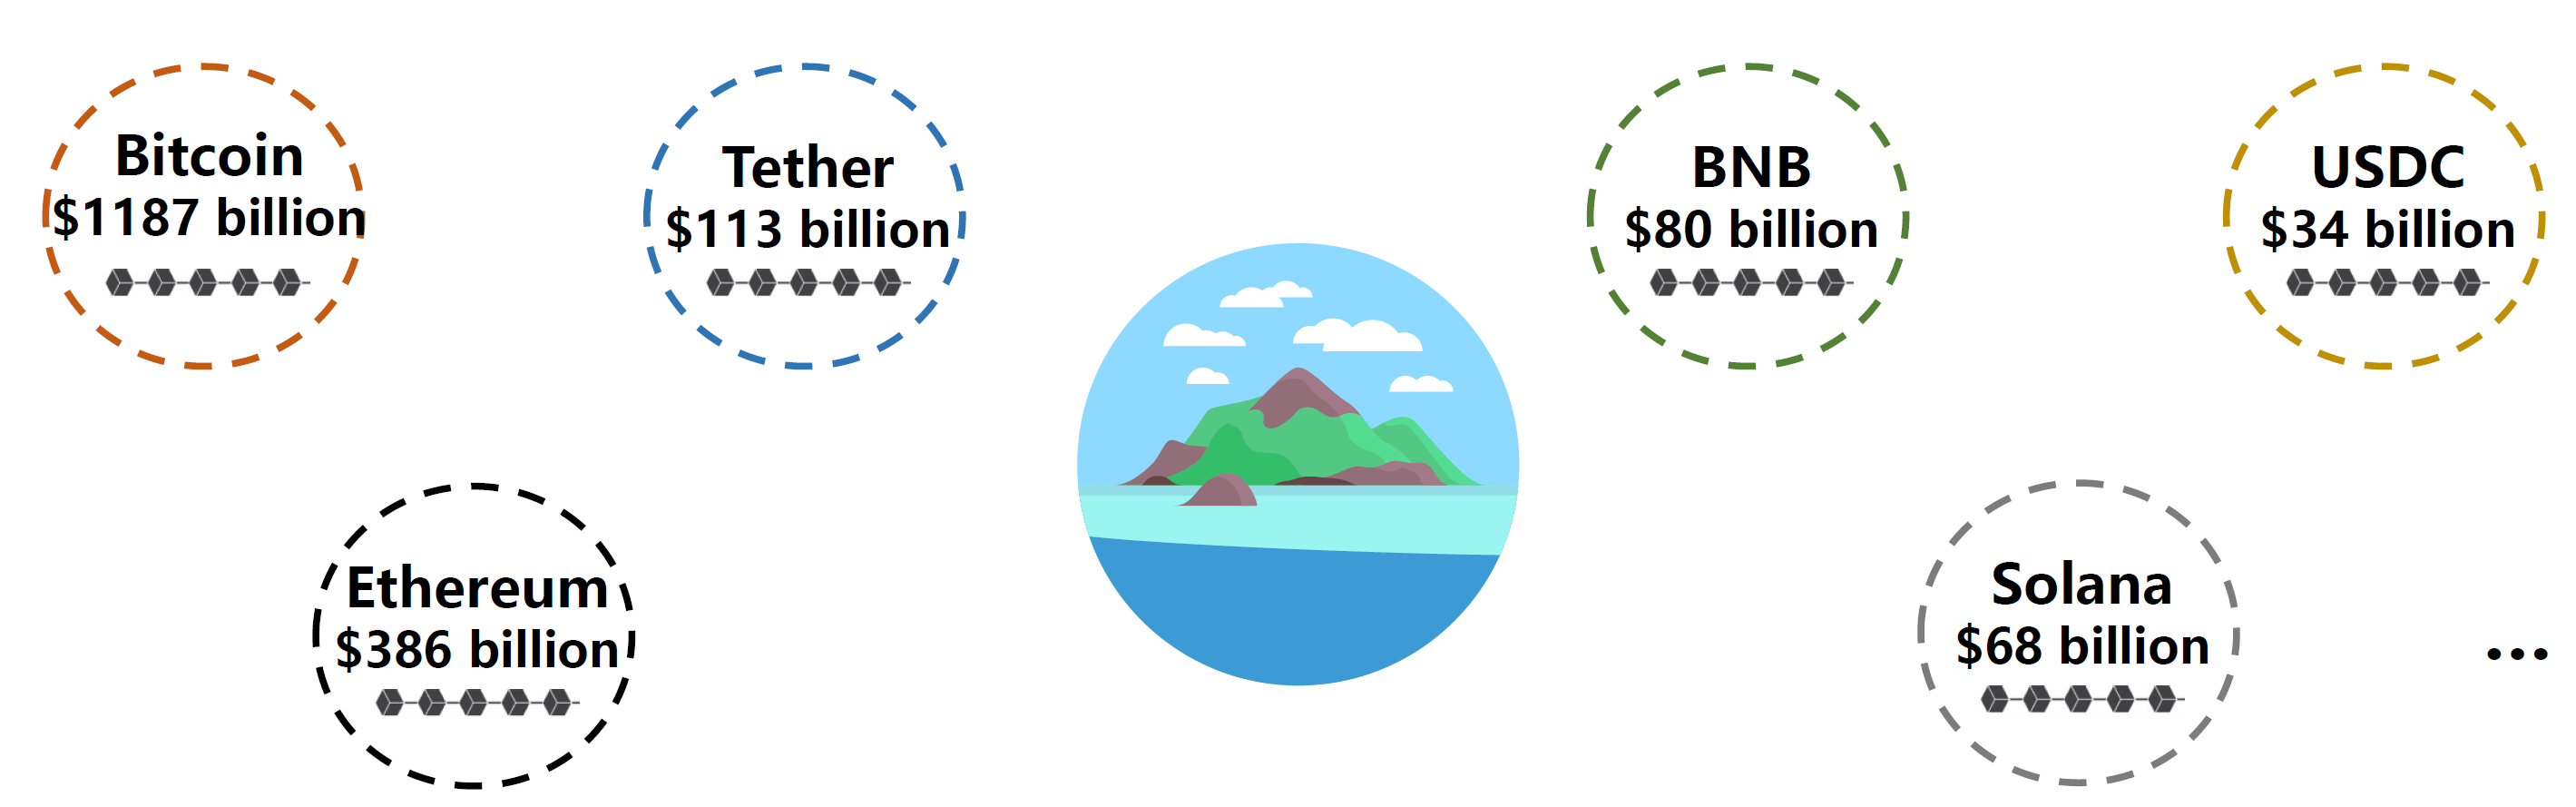 Bitcoin
$1187 billion
Tether
$113 billion
BNB
$80 billion
USDC
$34 billion
Ethereum
$386 billion
Solana
$68 billion
...